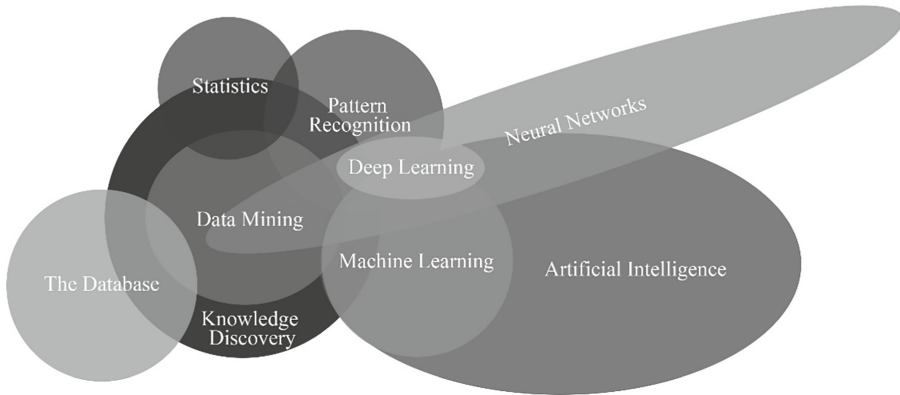 Statistics
Pattern
Recognition
Neural Networks
Deep Learning
Data Mining
Machine Learning
Artificial Intelligence
The Database
Knowledge
Discovery